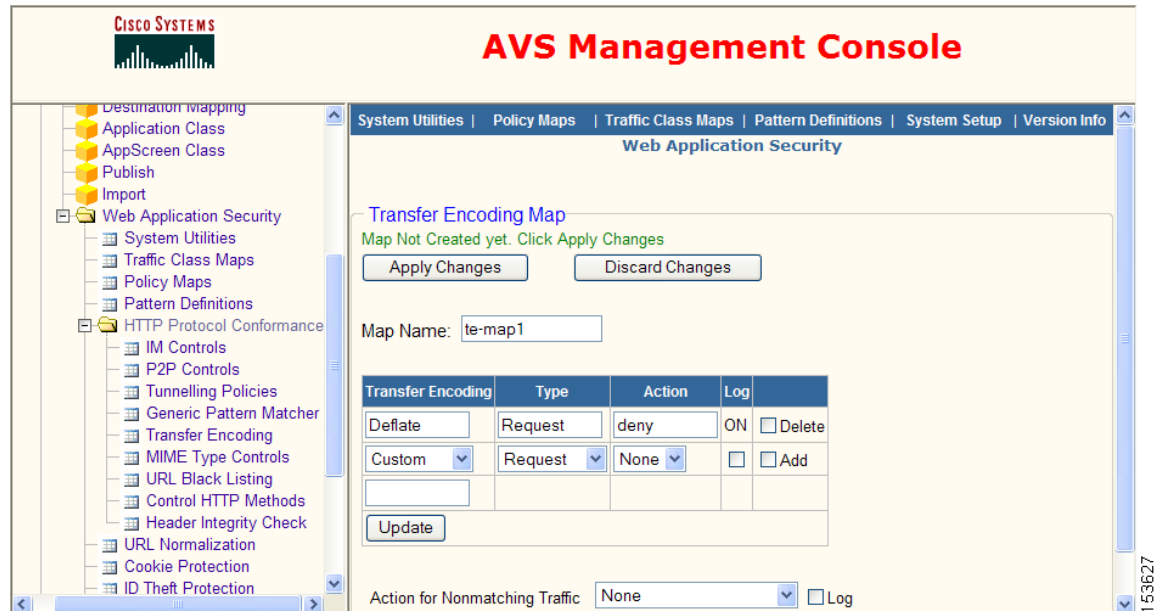 CISCO SYSTEMS
AVS Management Console
Destination Mapping
Application Class
AppScreen Class
Publish
Import
Web Application Security
System Utilities
Traffic Class Maps
Policy Maps
Pattern Definitions
HTTP Protocol Conformance
IM Controls
P2P Controls
Tunnelling Policies
Generic Pattern Matcher
Transfer Encoding
MIME Type Controls
URL Black Listing
Control HTTP Methods
Header Integrity Check
URL Normalization
Cookie Protection
ID Theft Protection
System Utilities | Policy Maps | Traffic Class Maps | Pattern Definitions | System Setup | Version Info
Web Application Security
Transfer Encoding Map
Map Not Created yet. Click Apply Changes
Apply Changes Discard Changes
Map Name: te-map1
Transfer Encoding Type Action Log
Deflate Request deny ON Delete
Custom Request None Add
Update
Action for Nonmatching Traffic None Log
153627